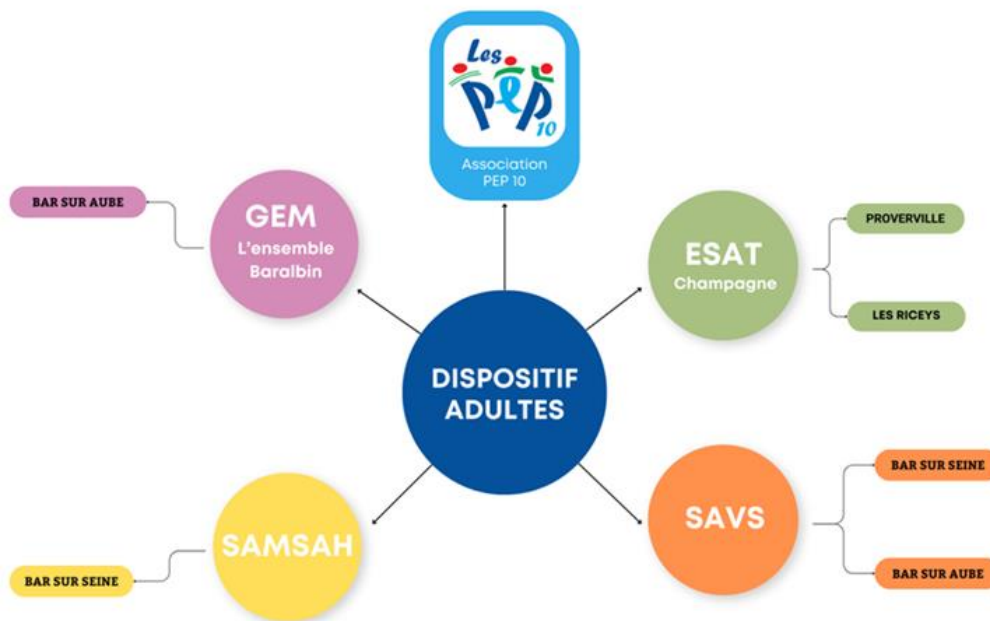 Les
PEP
10
Association
PEP 10
BAR SUR AUBE
GEM
L'ensemble
Baralbin
ESAT
Champagne
PROVERVILLE
LES RICEYS
DISPOSITIF
ADULTES
SAMSAH
BAR SUR SEINE
SAVS
BAR SUR SEINE
BAR SUR AUBE